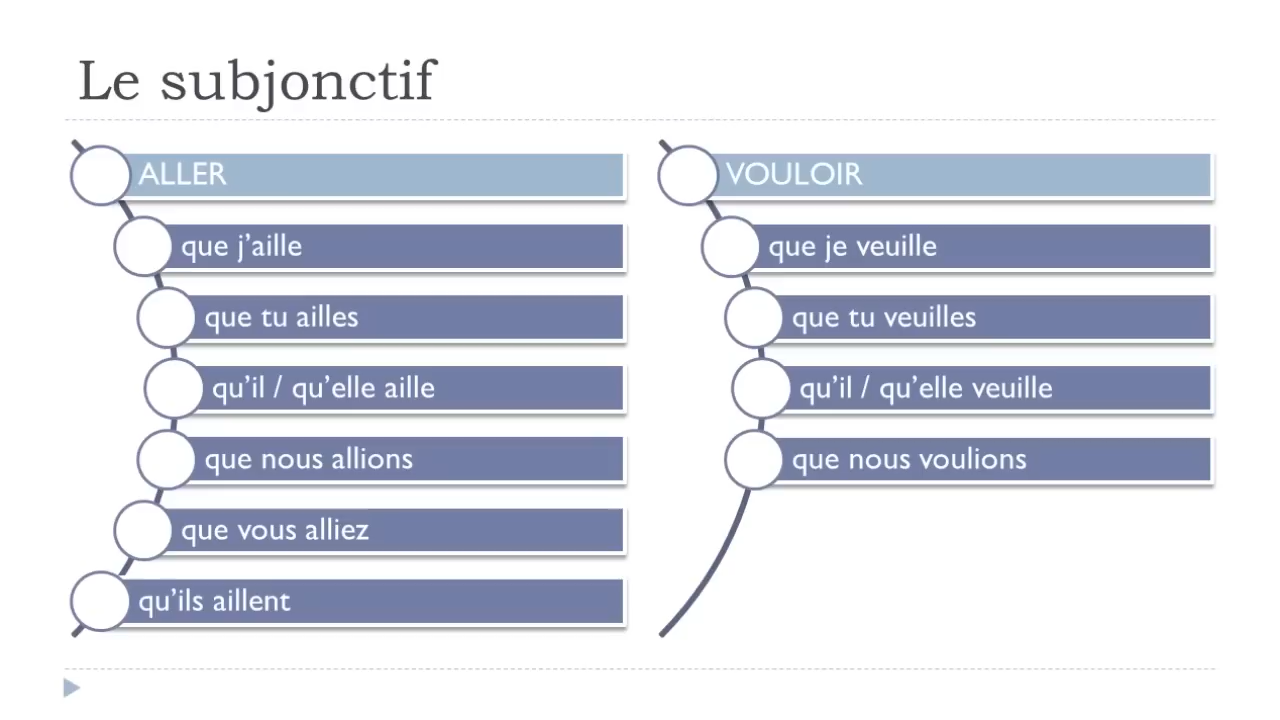 Le subjonctif
ALLER
que j’aille
que tu ailles
qu’il / qu’elle aille
que nous allions
que vous alliez
qu’ils aillent
VOULOIR
que je veuille
que tu veuilles
qu’il / qu’elle veuille
que nous voulions